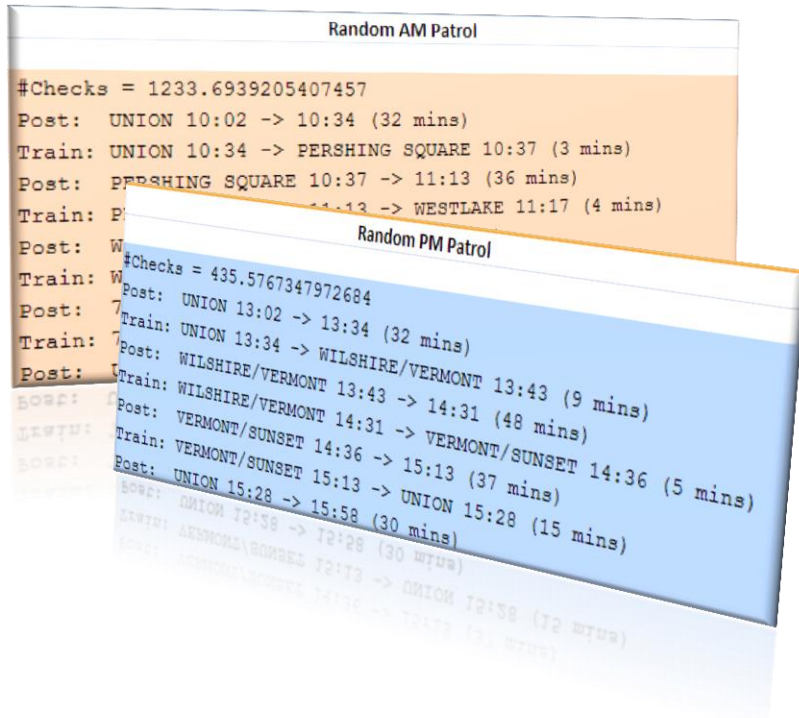 Random AM Patrol
#Checks = 1233.6939205407457
Post: UNION 10:02 -> 10:34 (32 mins)
Train: UNION 10:34 -> PERSHING SQUARE 10:37 (3 mins)
Post: PERSHING SQUARE 10:37 -> 11:13 (36 mins)
Train: 11:13 -> WESTLAKE 11:17 (4 mins)
Post: W
Train: W
Post: 7
Train: 7
Post:
Random PM Patrol
#Checks = 435.5767347972684
Post: UNION 13:02 -> 13:34 (32 mins)
Train: UNION 13:34 -> WILSHIRE/VERMONT 13:43 (9 mins)
Post: WILSHIRE/VERMONT 13:43 -> 14:31 (48 mins)
Train: WILSHIRE/VERMONT 14:31 -> VERMONT/SUNSET 14:36 (5 mins)
Post: VERMONT/SUNSET 14:36 -> 15:13 (37 mins)
Train: VERMONT/SUNSET 15:13 -> UNION 15:28 (15 mins)
Post: UNION 15:28 -> 15:58 (30 mins)